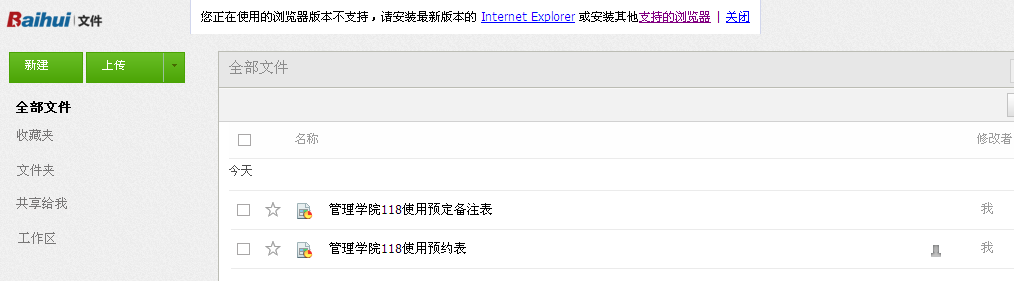 Baihui 文件
您正在使用的浏览器版本不支持，请安装最新版本的 Internet Explorer 或安装其他支持的浏览器 | 关闭
新建
上传
全部文件
收藏夹
文件夹
共享给我
工作区
全部文件
名称
修改者
今天
管理学院118使用预定备注表
我
管理学院118使用预约表
我